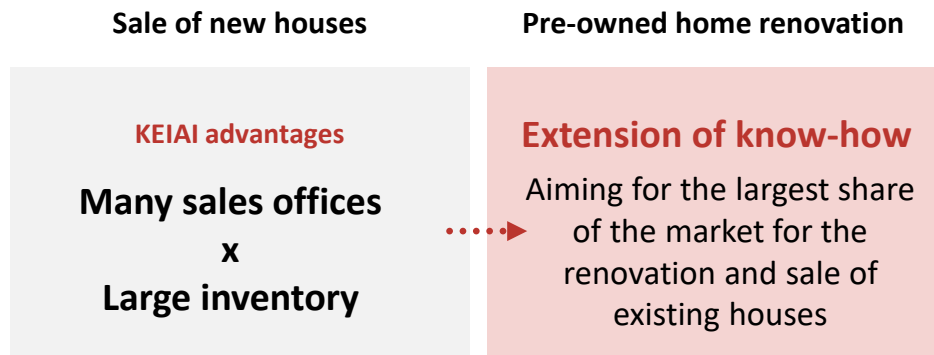 Sale of new houses
KEIAI advantages
Many sales offices
x
Large inventory
Pre-owned home renovation
Extension of know-how
Aiming for the largest share
of the market for the
renovation and sale of
existing houses